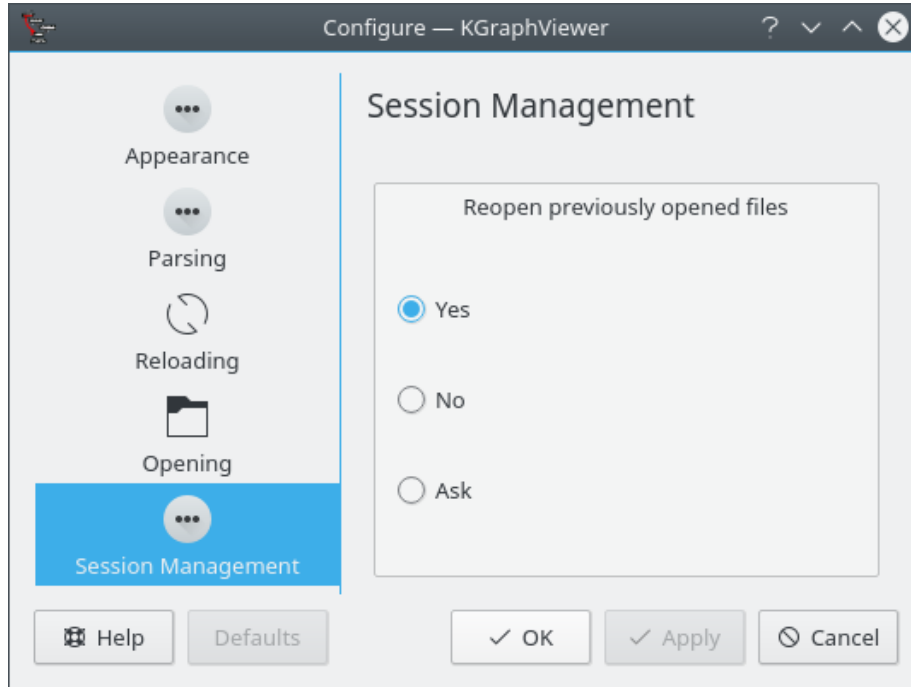 Configure — KGraphViewer
Appearance
Parsing
Reloading
Opening
Session Management
Session Management
Reopen previously opened files
Yes
No
Ask
Help
Defaults
OK
Apply
Cancel